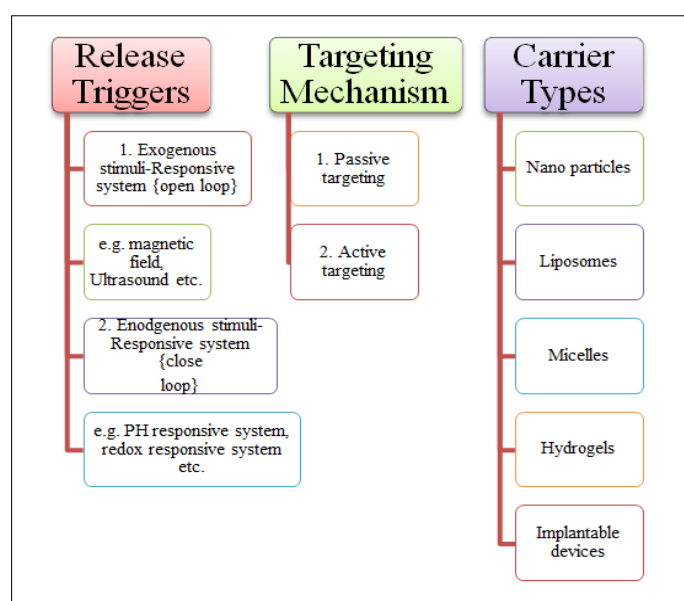 Release
Triggers
1. Exogenous
stimuli-Responsive
system {open loop}
e.g. magnetic
field,
Ultrasound etc.
2. Enodgenous stimuli-
Responsive system
{close
loop}
e.g. PH responsive system,
redox responsive system
etc.
Targeting
Mechanism
1. Passive
targeting
2. Active
targeting
Carrier
Types
Nano particles
Liposomes
Micelles
Hydrogels
Implantable
devices